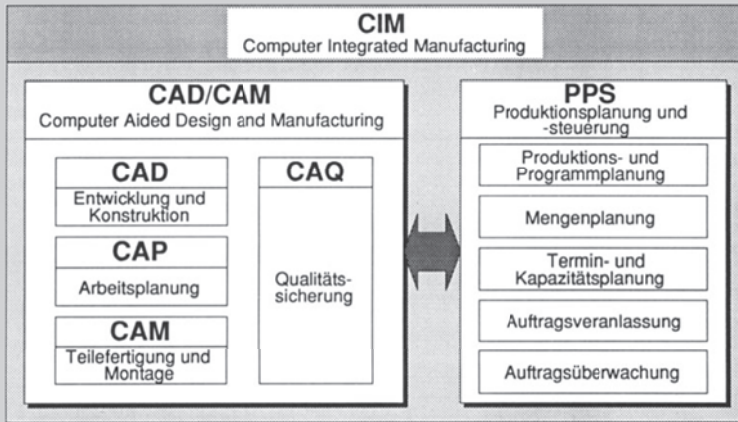 CIM
Computer Integrated Manufacturing
CAD/CAM
Computer Aided Design and Manufacturing
CAD
Entwicklung und
Konstruktion
CAP
Arbeitsplanung
CAM
Teilefertigung und
Montage
CAQ
Qualitäts-
sicherung
PPS
Produktionsplanung und
-steuerung
Produktions- und
Programmplanung
Mengenplanung
Termin- und
Kapazitätsplanung
Auftragsveranlassung
Auftragsüberwachung